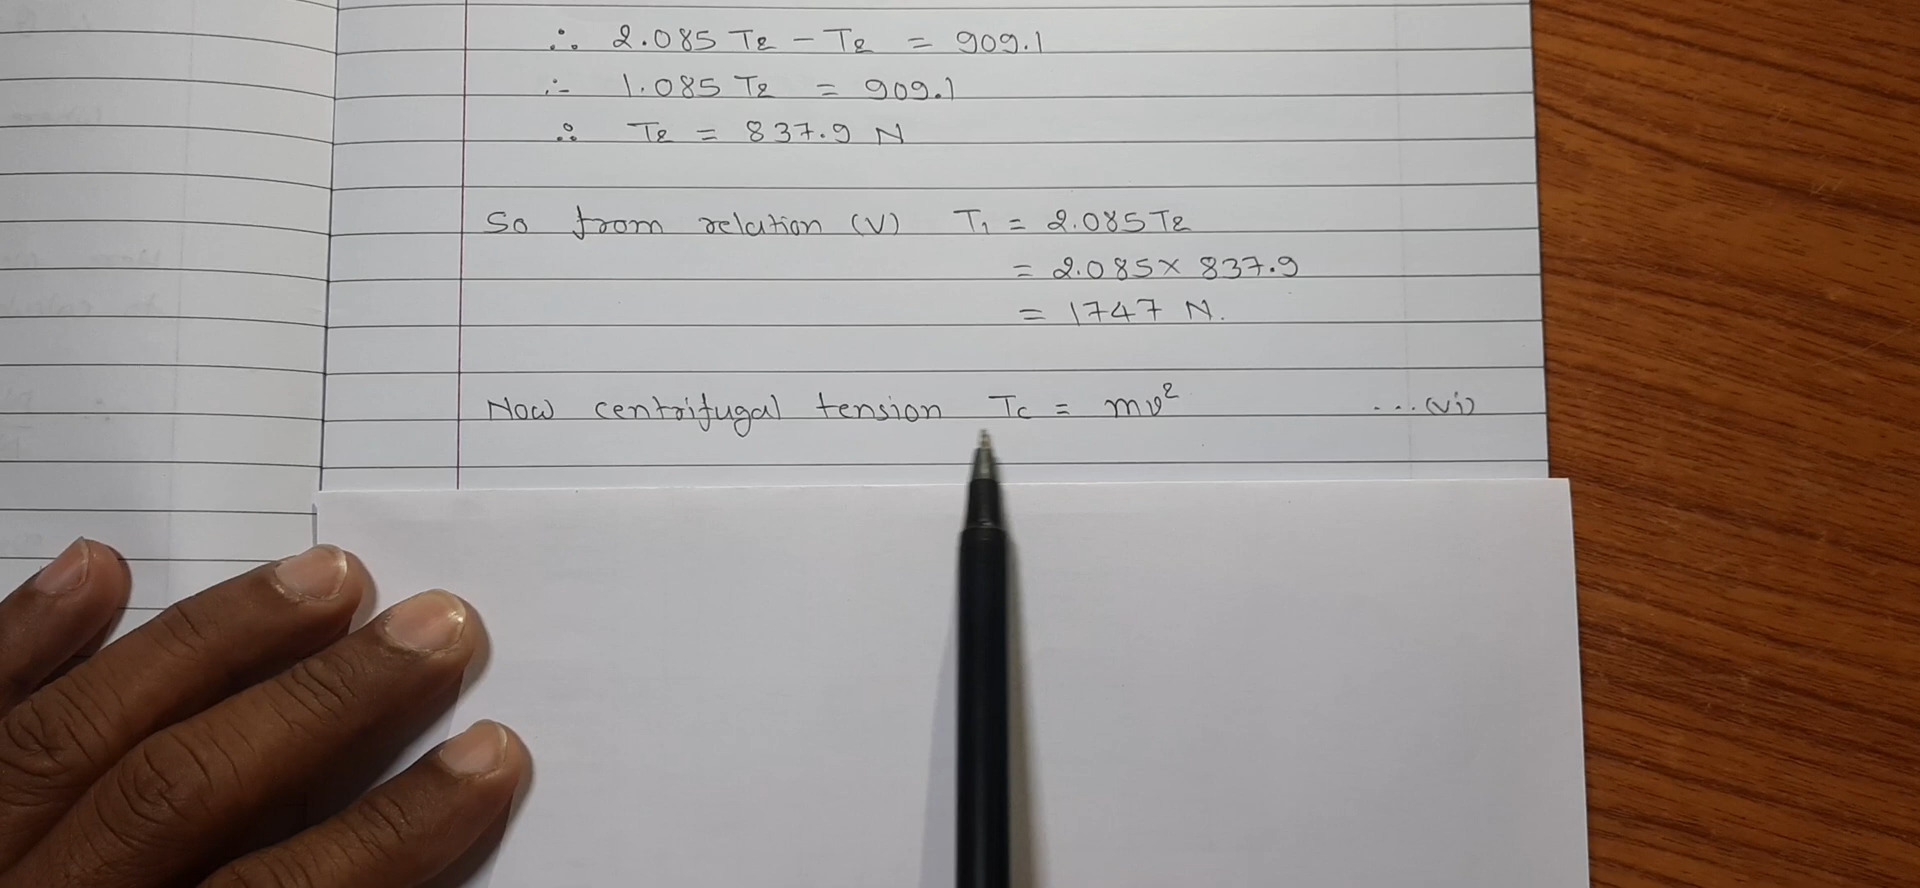 ∴ 2.085 T2 - T2 = 909.1
∴ 1.085 T2 = 909.1
∴ T2 = 837.9 N
So from relation (V) T1 = 2.085 T2
= 2.085 × 837.9
= 1747 N.
Now centrifugal tension Tc = mv² ... (vi)